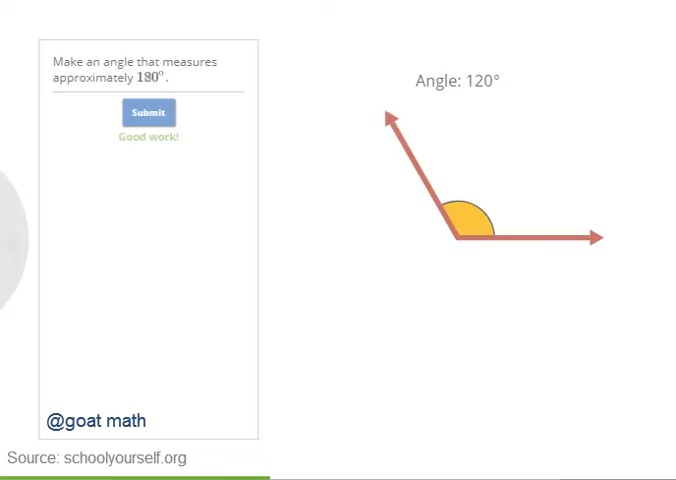 Make an angle that measures
approximately 180°.
Submit
Good work!
Angle: 120°
@goat math
Source: schoolyourself.org